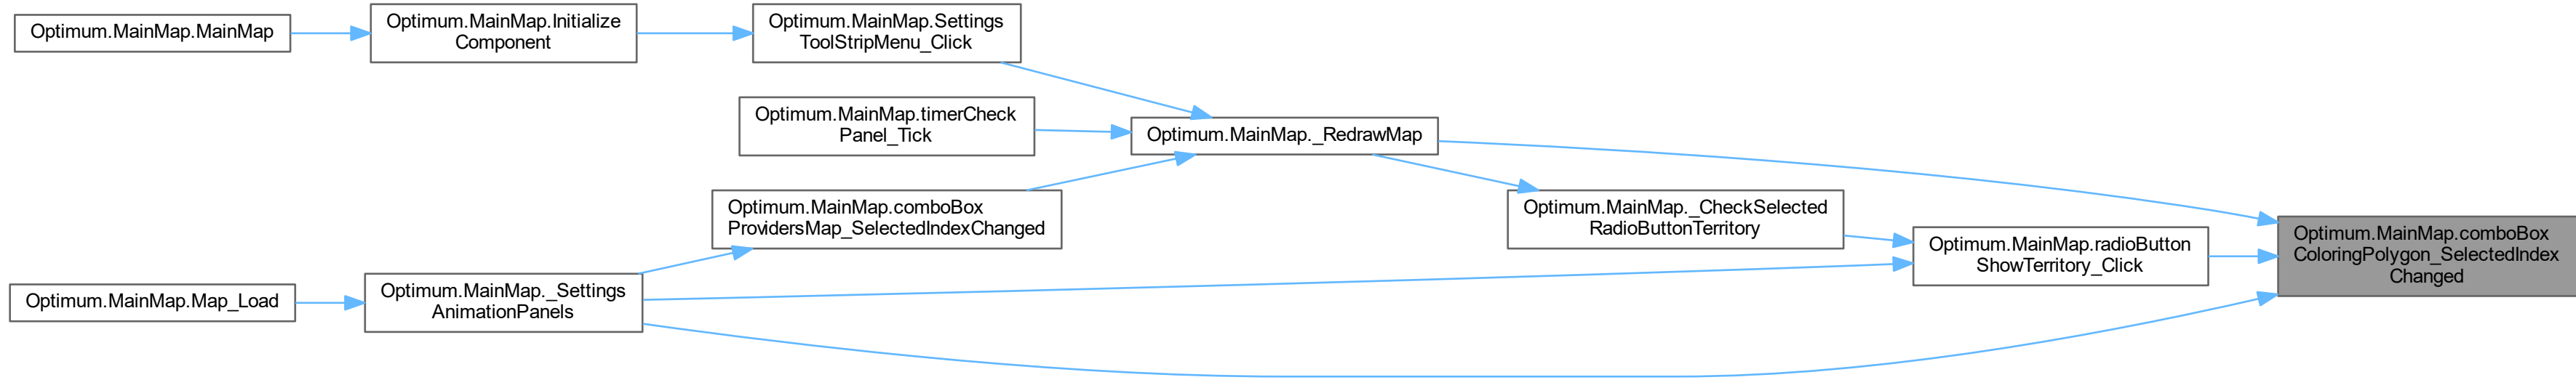 Optimum.MainMap.MainMap
Optimum.MainMap.Initialize
Component
Optimum.MainMap.Settings
ToolStripMenu_Click
Optimum.MainMap.timerCheck
Panel_Tick
Optimum.MainMap._RedrawMap
Optimum.MainMap.comboBox
ProvidersMap_SelectedIndexChanged
Optimum.MainMap._CheckSelected
RadioButtonTerritory
Optimum.MainMap.radioButton
ShowTerritory_Click
Optimum.MainMap.comboBox
ColoringPolygon_SelectedIndex
Changed
Optimum.MainMap.Map_Load
Optimum.MainMap._Settings
AnimationPanels